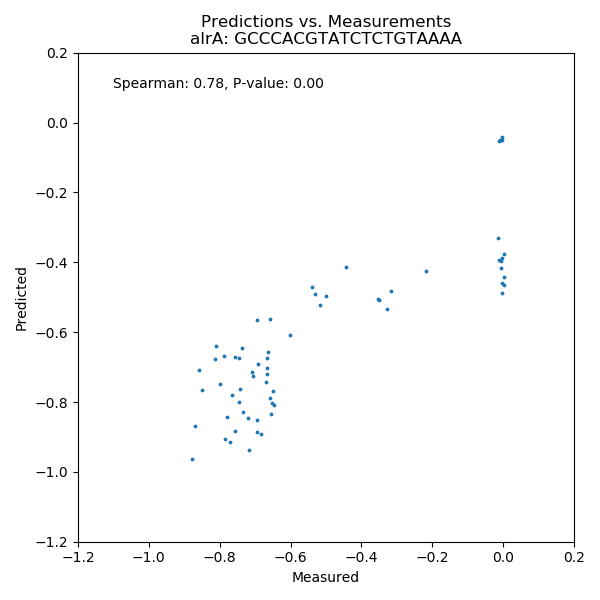 Predictions vs. Measurements
alrA: GCCCACGTATCTCTGTAAAA
Spearman: 0.78, P-value: 0.00
0.2
0.0
−0.2
−0.4
−0.6
−0.8
−1.0
−1.2
Predicted
−1.2 −1.0 −0.8 −0.6 −0.4 −0.2 0.0 0.2
Measured